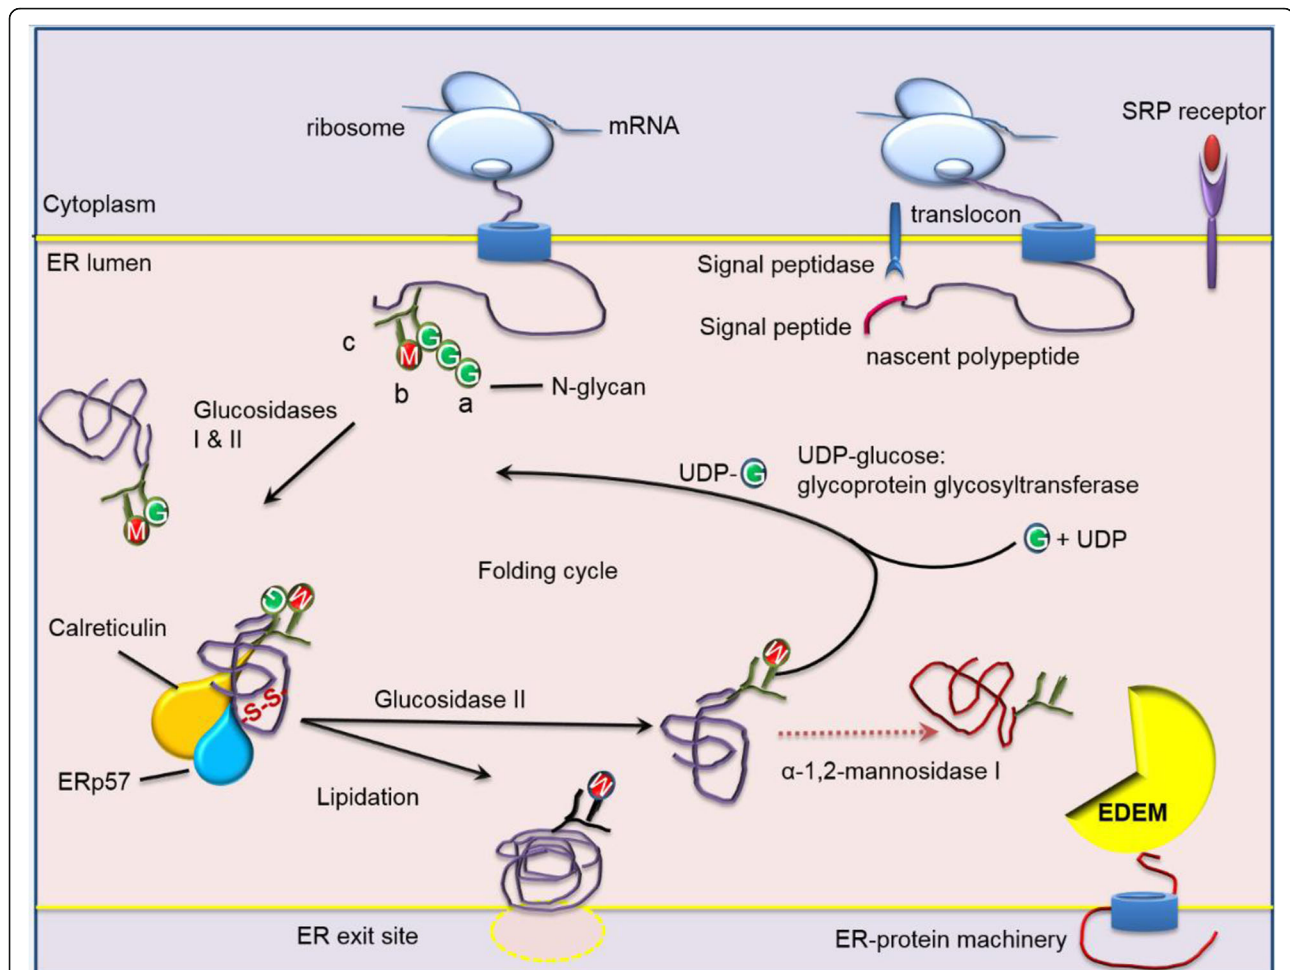 SRP receptor
ribosome
mRNA
Cytoplasm
translocon
ER lumen
Signal peptidase
Signal peptide
nascent polypeptide
c
G
M
G
G
b
a
N-glycan
Glucosidases
I & II
UDP-G
UDP-glucose:
glycoprotein glycosyltransferase
G
M
G + UDP
Folding cycle
G
M
Calreticulin
M
-S-S-
Glucosidase II
α-1,2-mannosidase I
ERp57
Lipidation
M
EDEM
ER exit site
ER-protein machinery